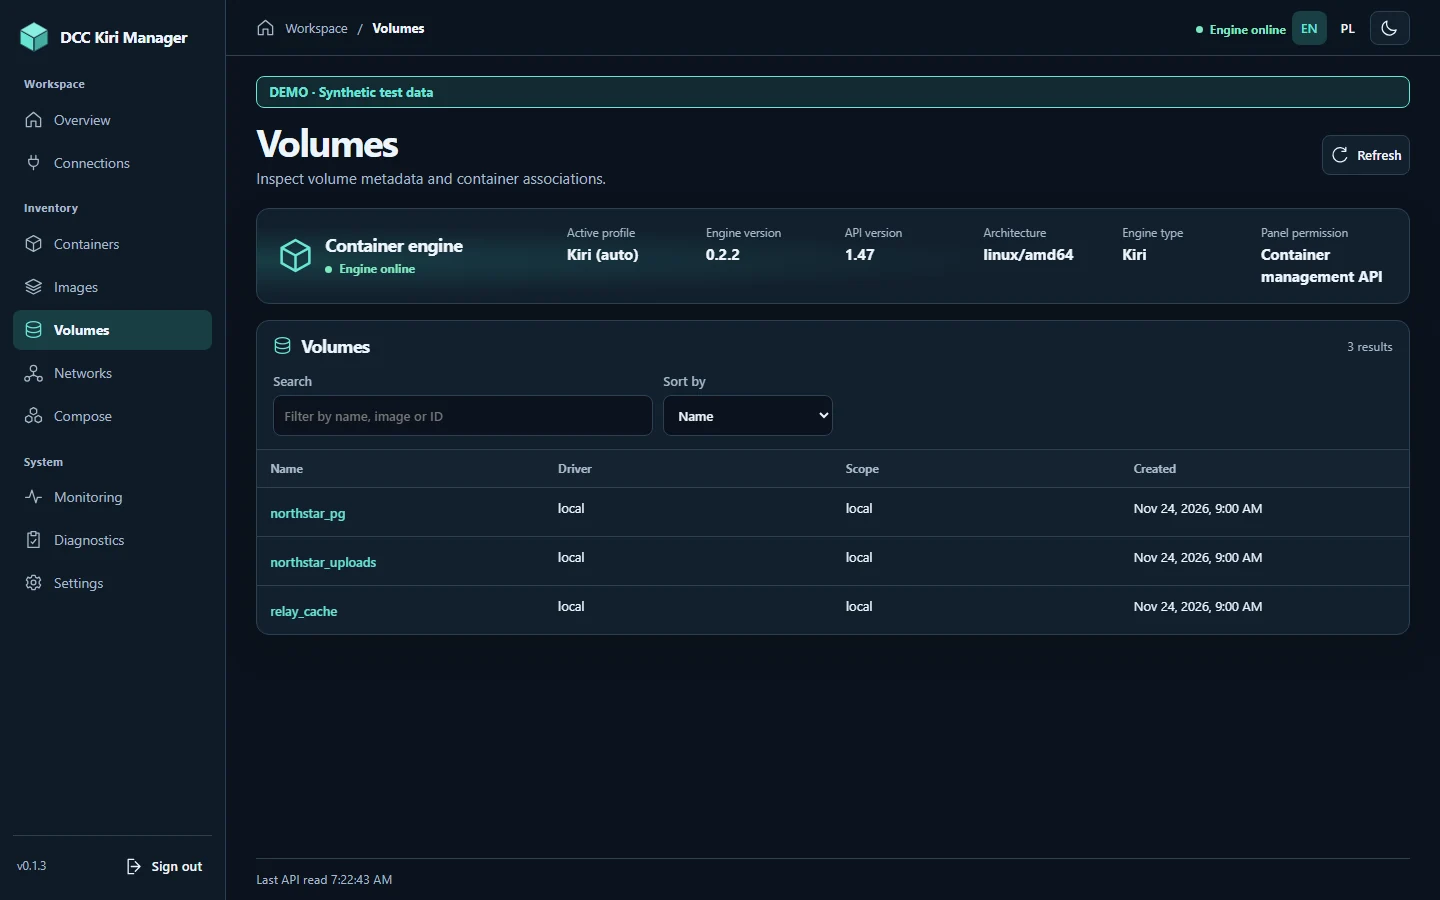 DCC Kiri Manager
Workspace
Overview
Connections
Inventory
Containers
Images
Volumes
Networks
Compose
System
Monitoring
Diagnostics
Settings
v0.1.3
Sign out
Workspace / Volumes
Engine online
EN
PL
DEMO · Synthetic test data
Volumes
Inspect volume metadata and container associations.
Refresh
Container engine
Engine online
Active profile
Kiri (auto)
Engine version
0.2.2
API version
1.47
Architecture
linux/amd64
Engine type
Kiri
Panel permission
Container
management API
Volumes
3 results
Search
Filter by name, image or ID
Sort by
Name
Name Driver Scope Created
northstar_pg local local Nov 24, 2026, 9:00 AM
northstar_uploads local local Nov 24, 2026, 9:00 AM
relay_cache local local Nov 24, 2026, 9:00 AM
Last API read 7:22:43 AM